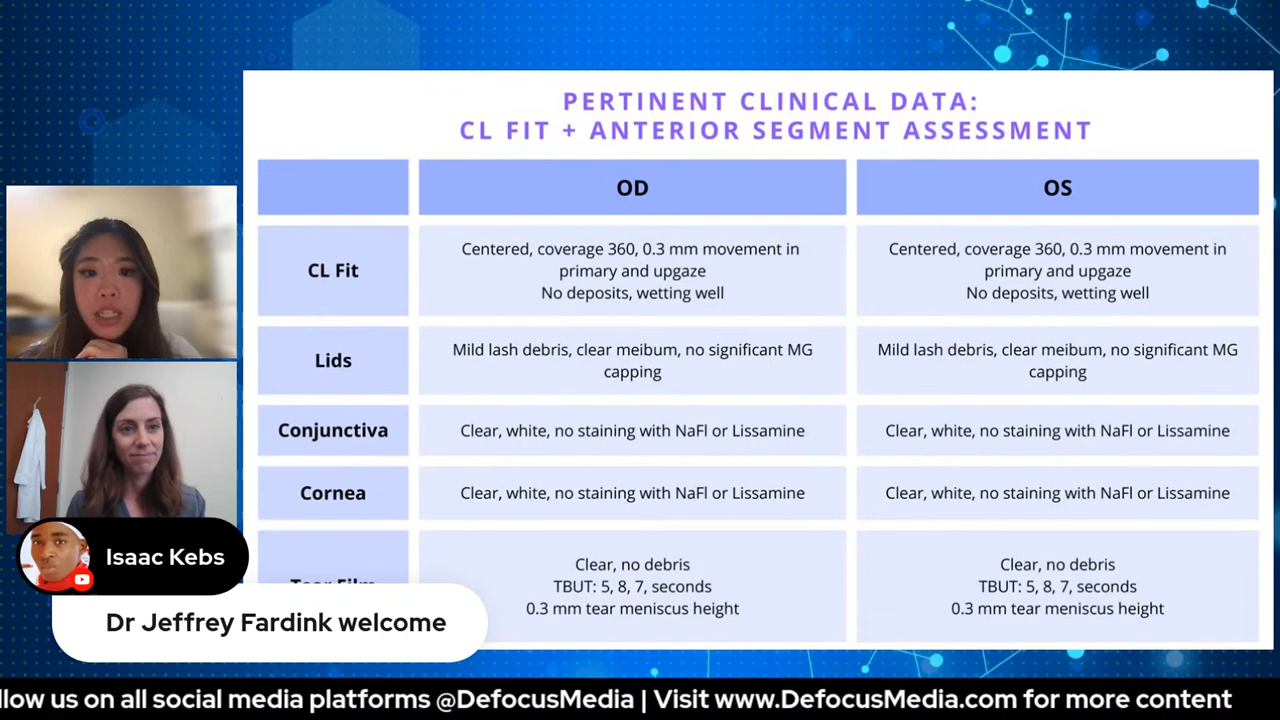 PERTINENT CLINICAL DATA:
CL FIT + ANTERIOR SEGMENT ASSESSMENT
OD
OS
CL Fit
Centered, coverage 360, 0.3 mm movement in
primary and upgaze
No deposits, wetting well
Centered, coverage 360, 0.3 mm movement in
primary and upgaze
No deposits, wetting well
Lids
Mild lash debris, clear meibum, no significant MG
capping
Mild lash debris, clear meibum, no significant MG
capping
Conjunctiva
Clear, white, no staining with NaFl or Lissamine
Clear, white, no staining with NaFl or Lissamine
Cornea
Clear, white, no staining with NaFl or Lissamine
Clear, white, no staining with NaFl or Lissamine
Tear Film
Clear, no debris
TBUT: 5, 8, 7, seconds
0.3 mm tear meniscus height
Clear, no debris
TBUT: 5, 8, 7, seconds
0.3 mm tear meniscus height
Isaac Kebs
Dr Jeffrey Fardink welcome
llow us on all social media platforms @DefocusMedia | Visit www.DefocusMedia.com for more content